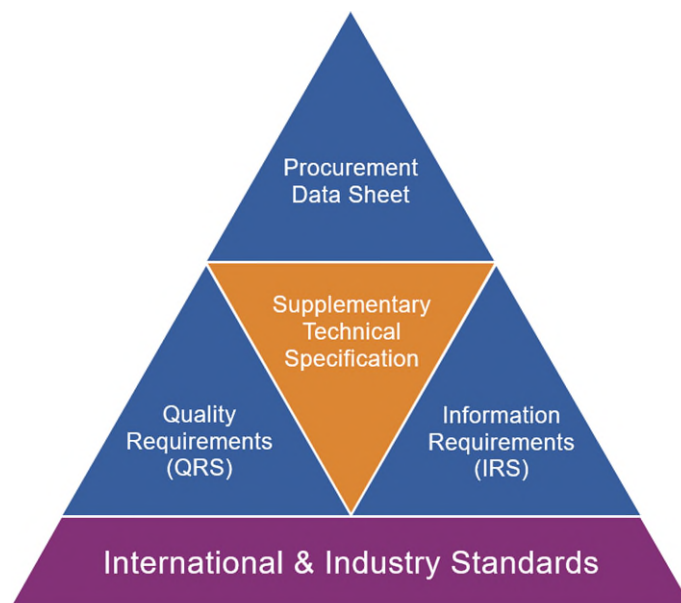 Procurement
Data Sheet
Supplementary
Technical
Specification
Quality
Requirements
(QRS)
Information
Requirements
(IRS)
International & Industry Standards